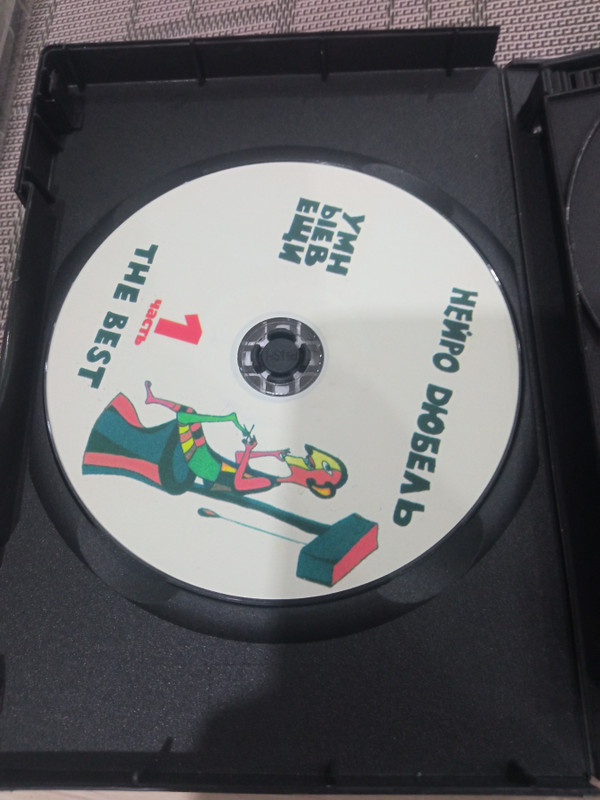 НЕЙРО ДЮБЕЛЬ
УМН
ЫЕВ
ЕЩИ
часть
1
THE BEST